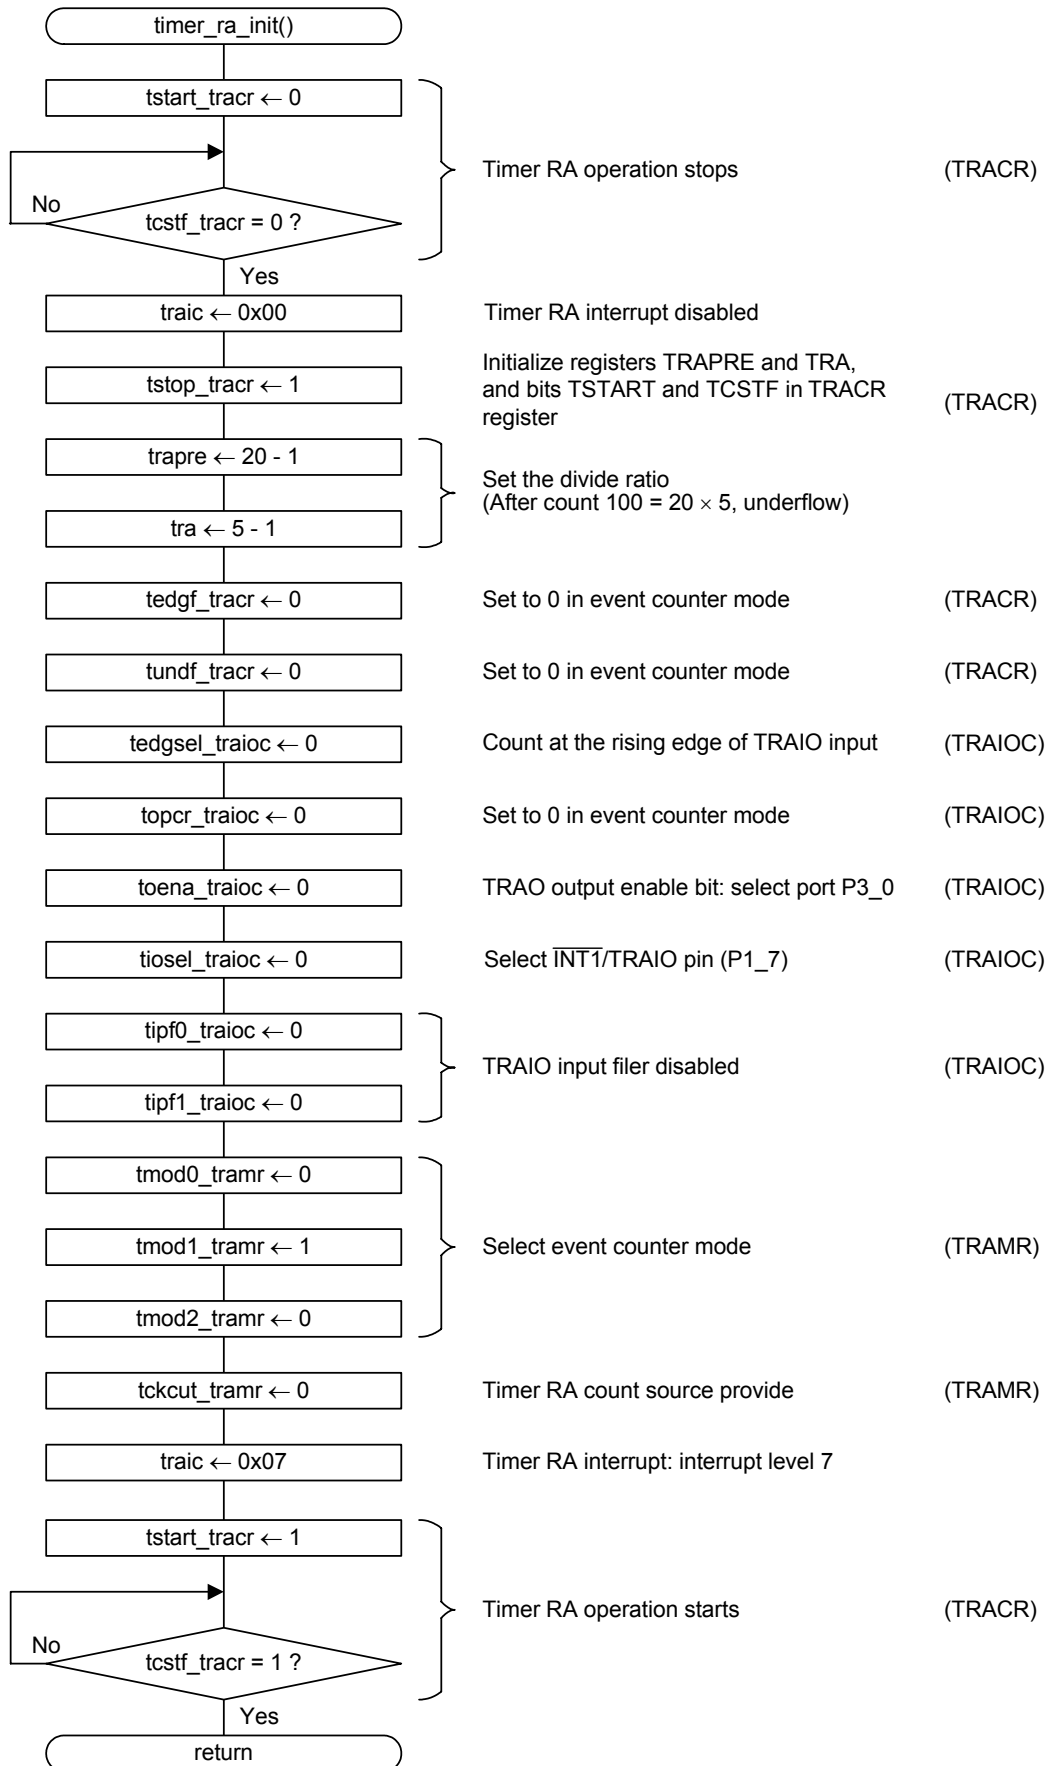 timer_ra_init()
tstart_tracr ← 0
Timer RA operation stops (TRACR)
No
tcstf_tracr = 0 ?
Yes
traic ← 0x00 Timer RA interrupt disabled
tstop_tracr ← 1
Initialize registers TRAPRE and TRA,
and bits TSTART and TCSTF in TRACR
register
(TRACR)
trapre ← 20 - 1
Set the divide ratio
(After count 100 = 20 × 5, underflow)
tra ← 5 - 1
tedgf_tracr ← 0 Set to 0 in event counter mode (TRACR)
tundf_tracr ← 0 Set to 0 in event counter mode (TRACR)
tedgsel_traioc ← 0 Count at the rising edge of TRAIO input (TRAIOC)
topcr_traioc ← 0 Set to 0 in event counter mode (TRAIOC)
toena_traioc ← 0 TRAO output enable bit: select port P3_0 (TRAIOC)
tiosel_traioc ← 0 Select I̅N̅T̅1̅/TRAIO pin (P1_7) (TRAIOC)
tipf0_traioc ← 0
TRAIO input filer disabled (TRAIOC)
tipf1_traioc ← 0
tmod0_tramr ← 0
tmod1_tramr ← 1 Select event counter mode (TRAMR)
tmod2_tramr ← 0
tckcut_tramr ← 0 Timer RA count source provide (TRAMR)
traic ← 0x07 Timer RA interrupt: interrupt level 7
tstart_tracr ← 1
Timer RA operation starts (TRACR)
No
tcstf_tracr = 1 ?
Yes
return